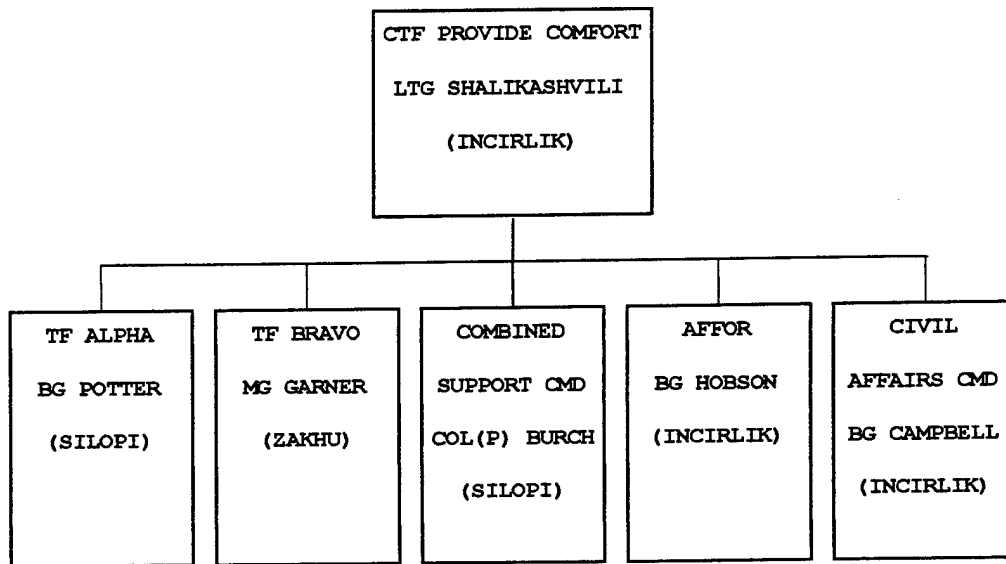 CTF PROVIDE COMFORT
LTG SHALIKASHVILI
(INCIRLIK)
TF ALPHA
BG POTTER
(SILOPI)
TF BRAVO
MG GARNER
(ZAKHU)
COMBINED
SUPPORT CMD
COL(P) BURCH
(SILOPI)
AFFOR
BG HOBSON
(INCIRLIK)
CIVIL
AFFAIRS CMD
BG CAMPBELL
(INCIRLIK)